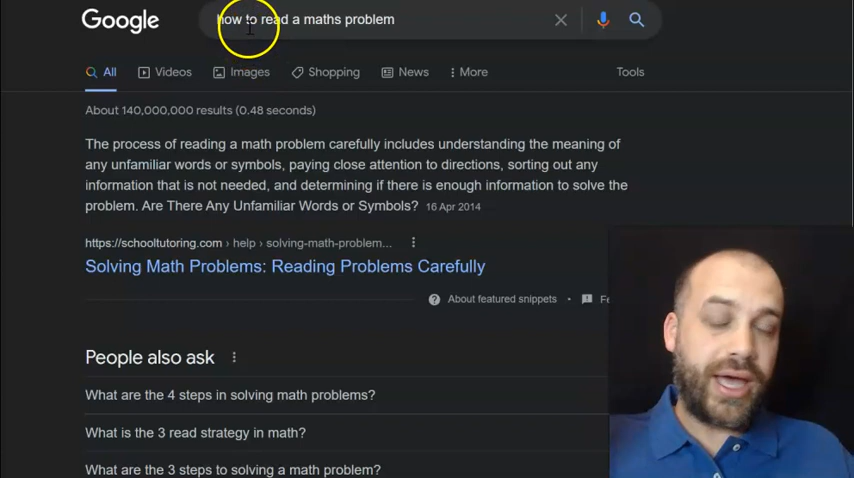 Google
how to read a maths problem
All Videos Images Shopping News More Tools
About 140,000,000 results (0.48 seconds)
The process of reading a math problem carefully includes understanding the meaning of
any unfamiliar words or symbols, paying close attention to directions, sorting out any
information that is not needed, and determining if there is enough information to solve the
problem. Are There Any Unfamiliar Words or Symbols? 16 Apr 2014
https://schooltutoring.com › help › solving-math-problem...
Solving Math Problems: Reading Problems Carefully
About featured snippets •
People also ask
What are the 4 steps in solving math problems?
What is the 3 read strategy in math?
What are the 3 steps to solving a math problem?